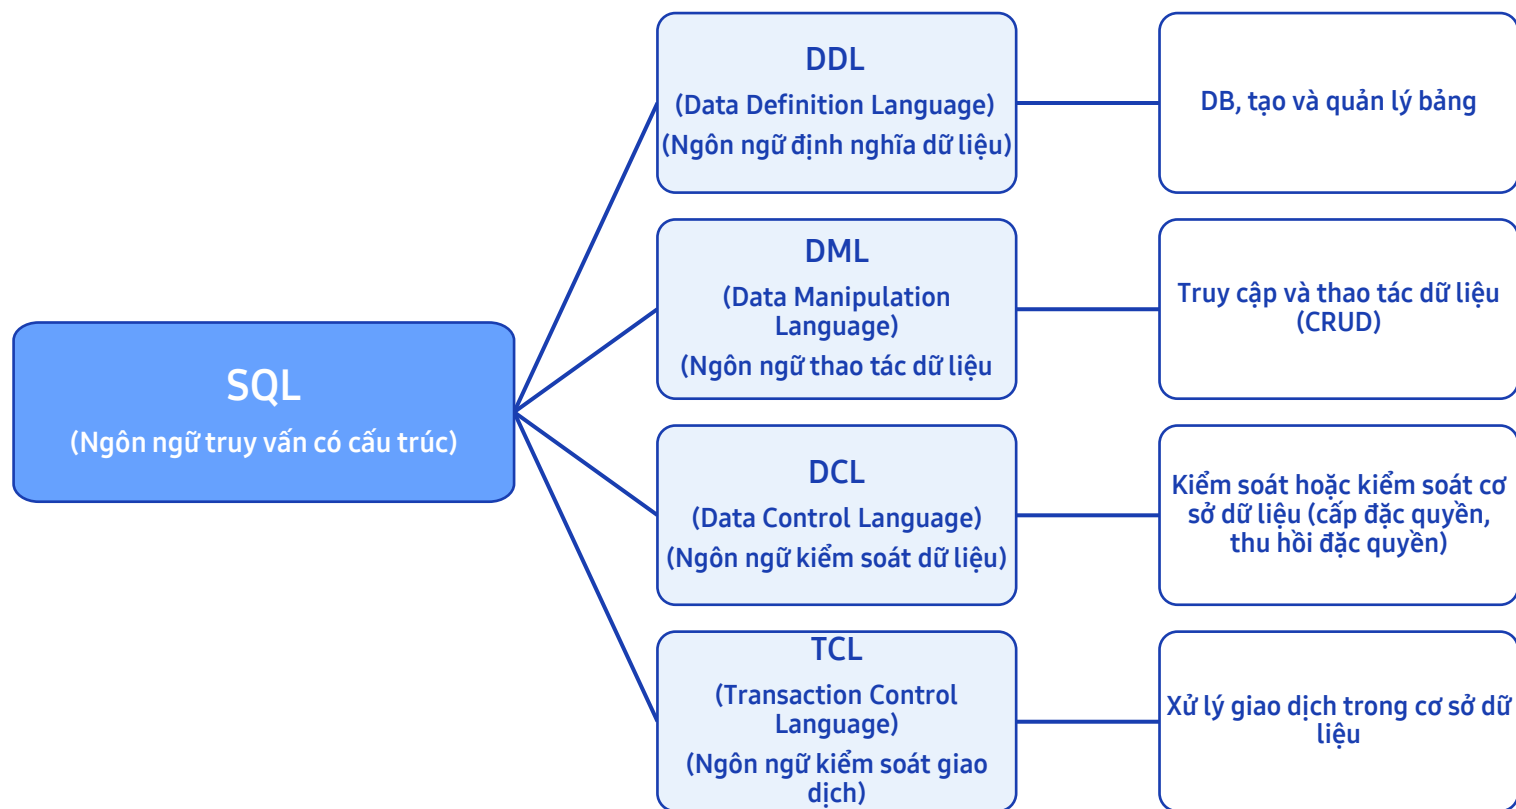 SQL
(Ngôn ngữ truy vấn có cấu trúc)
DDL
(Data Definition Language)
(Ngôn ngữ định nghĩa dữ liệu)
DB, tạo và quản lý bảng
DML
(Data Manipulation
Language)
(Ngôn ngữ thao tác dữ liệu
Truy cập và thao tác dữ liệu
(CRUD)
DCL
(Data Control Language)
(Ngôn ngữ kiểm soát dữ liệu)
Kiểm soát hoặc kiểm soát cơ
sở dữ liệu (cấp đặc quyền,
thu hồi đặc quyền)
TCL
(Transaction Control
Language)
(Ngôn ngữ kiểm soát giao
dịch)
Xử lý giao dịch trong cơ sở dữ
liệu